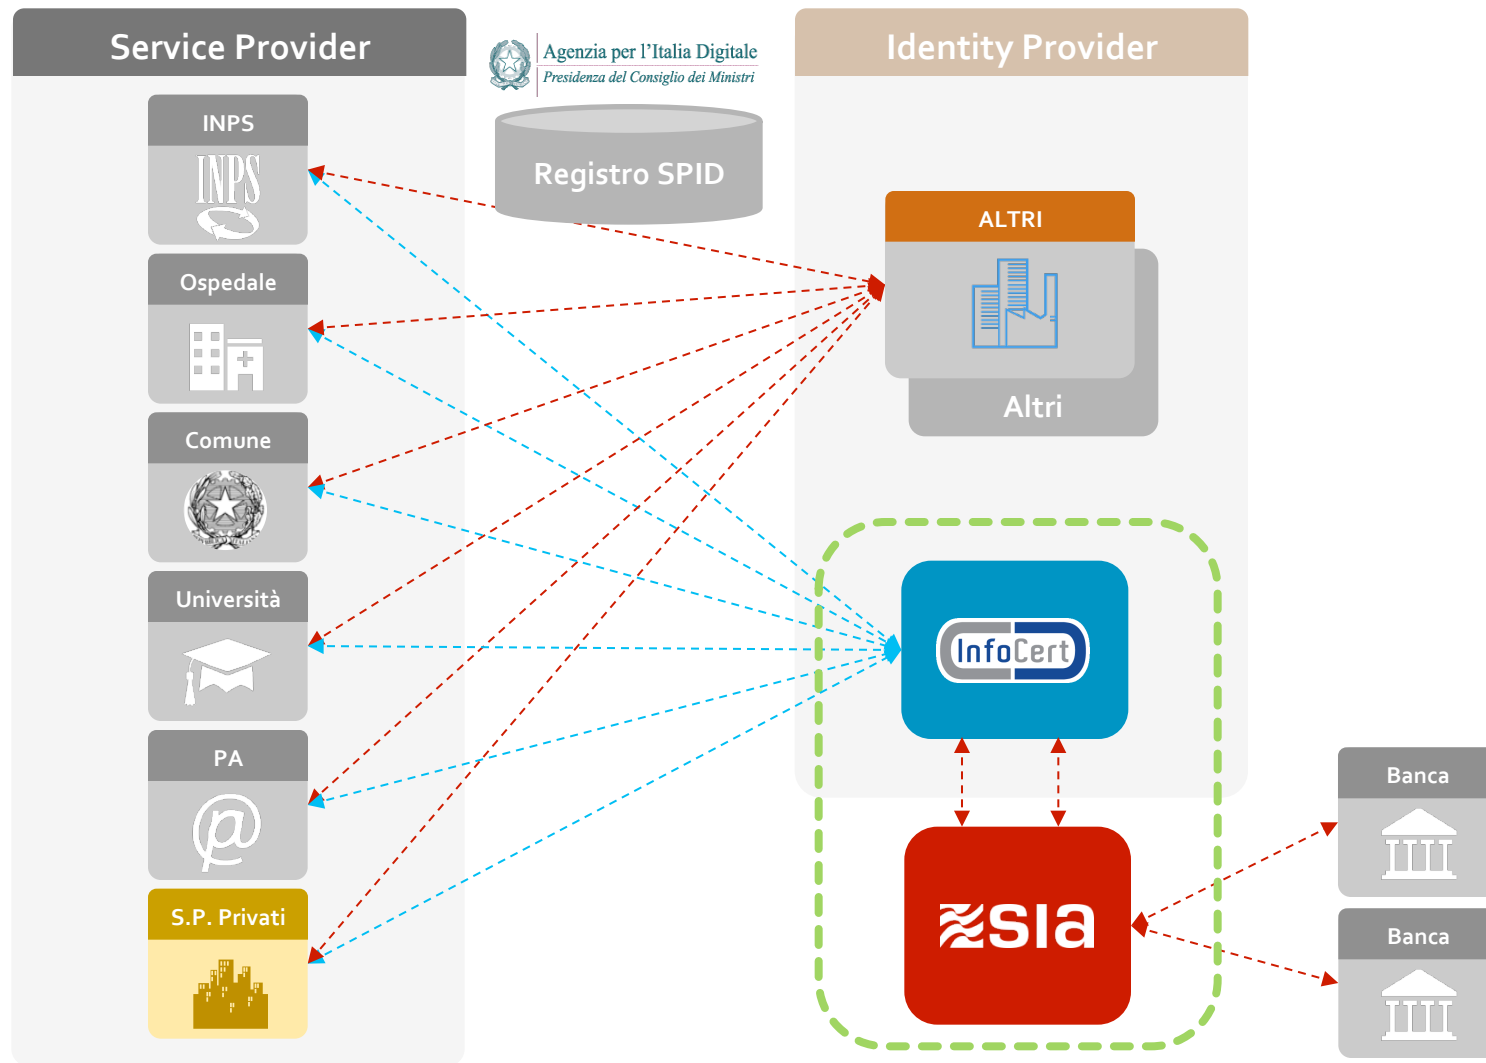 Service Provider
Agenzia per l'Italia Digitale
Presidenza del Consiglio dei Ministri
Identity Provider
INPS
INPS
Registro SPID
ALTRI
Altri
Ospedale
Comune
Università
InfoCert
PA
S.P. Privati
sia
Banca
Banca